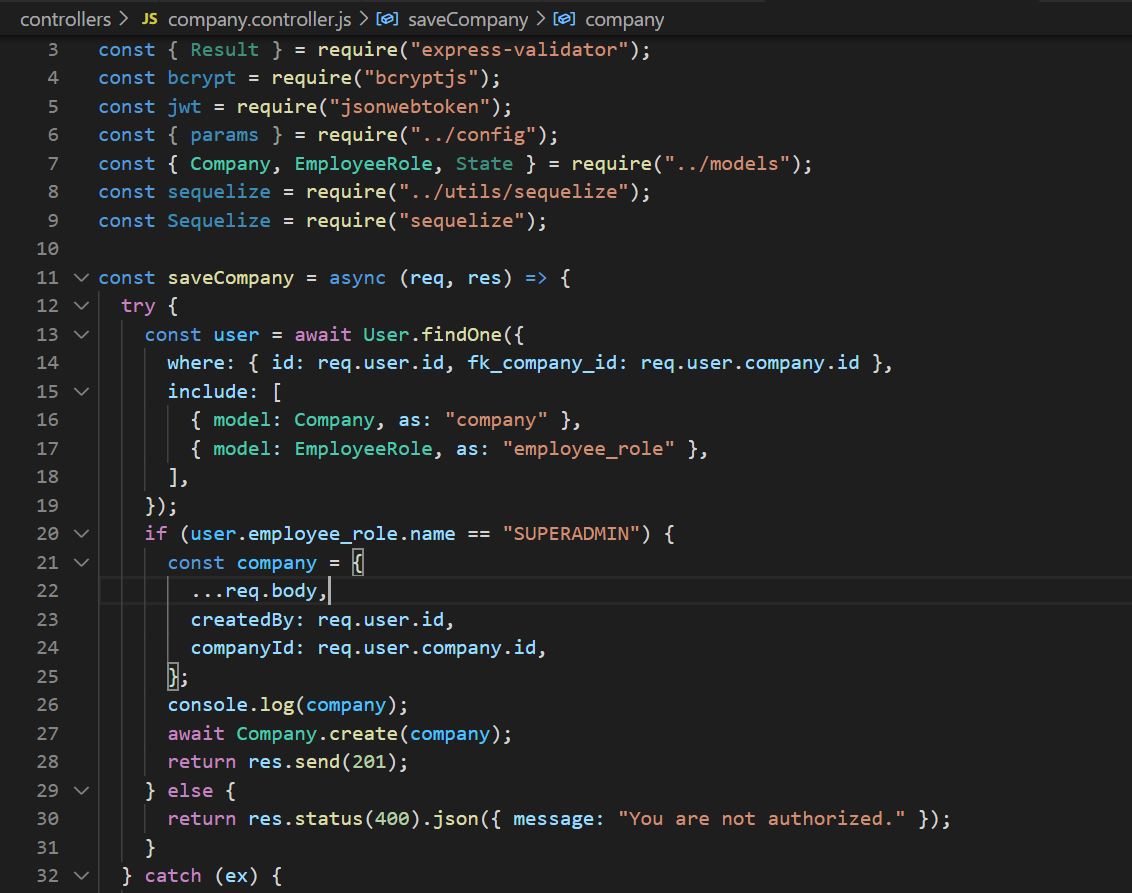 controllers > JS company.controller.js > saveCompany > company
3 const { Result } = require("express-validator");
4 const bcrypt = require("bcryptjs");
5 const jwt = require("jsonwebtoken");
6 const { params } = require("../config");
7 const { Company, EmployeeRole, State } = require("../models");
8 const sequelize = require("../utils/sequelize");
9 const Sequelize = require("sequelize");
10
11 const saveCompany = async (req, res) => {
12 try {
13 const user = await User.findOne({
14 where: { id: req.user.id, fk_company_id: req.user.company.id },
15 include: [
16 { model: Company, as: "company" },
17 { model: EmployeeRole, as: "employee_role" },
18 ],
19 });
20 if (user.employee_role.name == "SUPERADMIN") {
21 const company = {
22 ...req.body,
23 createdBy: req.user.id,
24 companyId: req.user.company.id,
25 };
26 console.log(company);
27 await Company.create(company);
28 return res.send(201);
29 } else {
30 return res.status(400).json({ message: "You are not authorized." });
31 }
32 } catch (ex) {